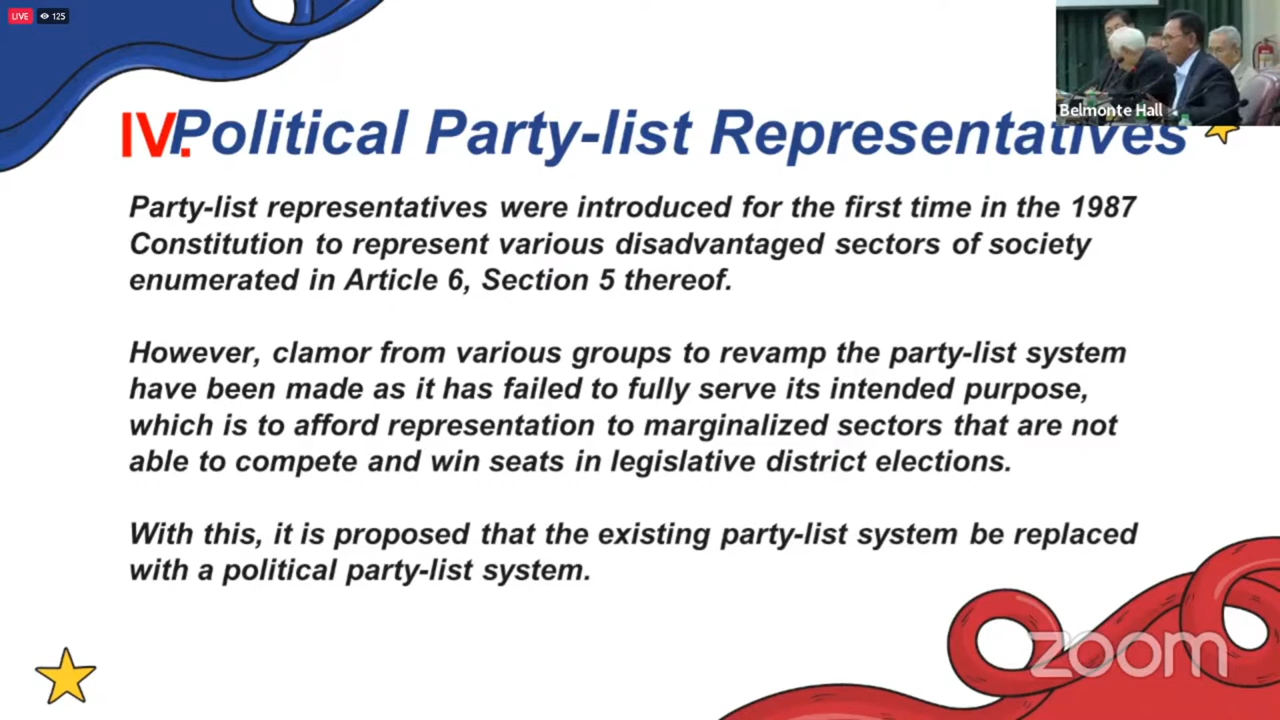 LIVE 125
Belmonte Hall
IV. Political Party-list Representatives
Party-list representatives were introduced for the first time in the 1987
Constitution to represent various disadvantaged sectors of society
enumerated in Article 6, Section 5 thereof.
However, clamor from various groups to revamp the party-list system
have been made as it has failed to fully serve its intended purpose,
which is to afford representation to marginalized sectors that are not
able to compete and win seats in legislative district elections.
With this, it is proposed that the existing party-list system be replaced
with a political party-list system.
zoom